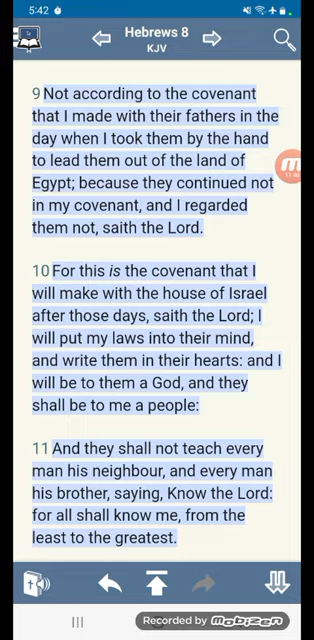 5:42
Hebrews 8
KJV
9 Not according to the covenant
that I made with their fathers in the
day when I took them by the hand
to lead them out of the land of
Egypt; because they continued not
in my covenant, and I regarded
them not, saith the Lord.
10 For this is the covenant that I
will make with the house of Israel
after those days, saith the Lord; I
will put my laws into their mind,
and write them in their hearts: and I
will be to them a God, and they
shall be to me a people:
11 And they shall not teach every
man his neighbour, and every man
his brother, saying, Know the Lord:
for all shall know me, from the
least to the greatest.
Recorded by mobizen